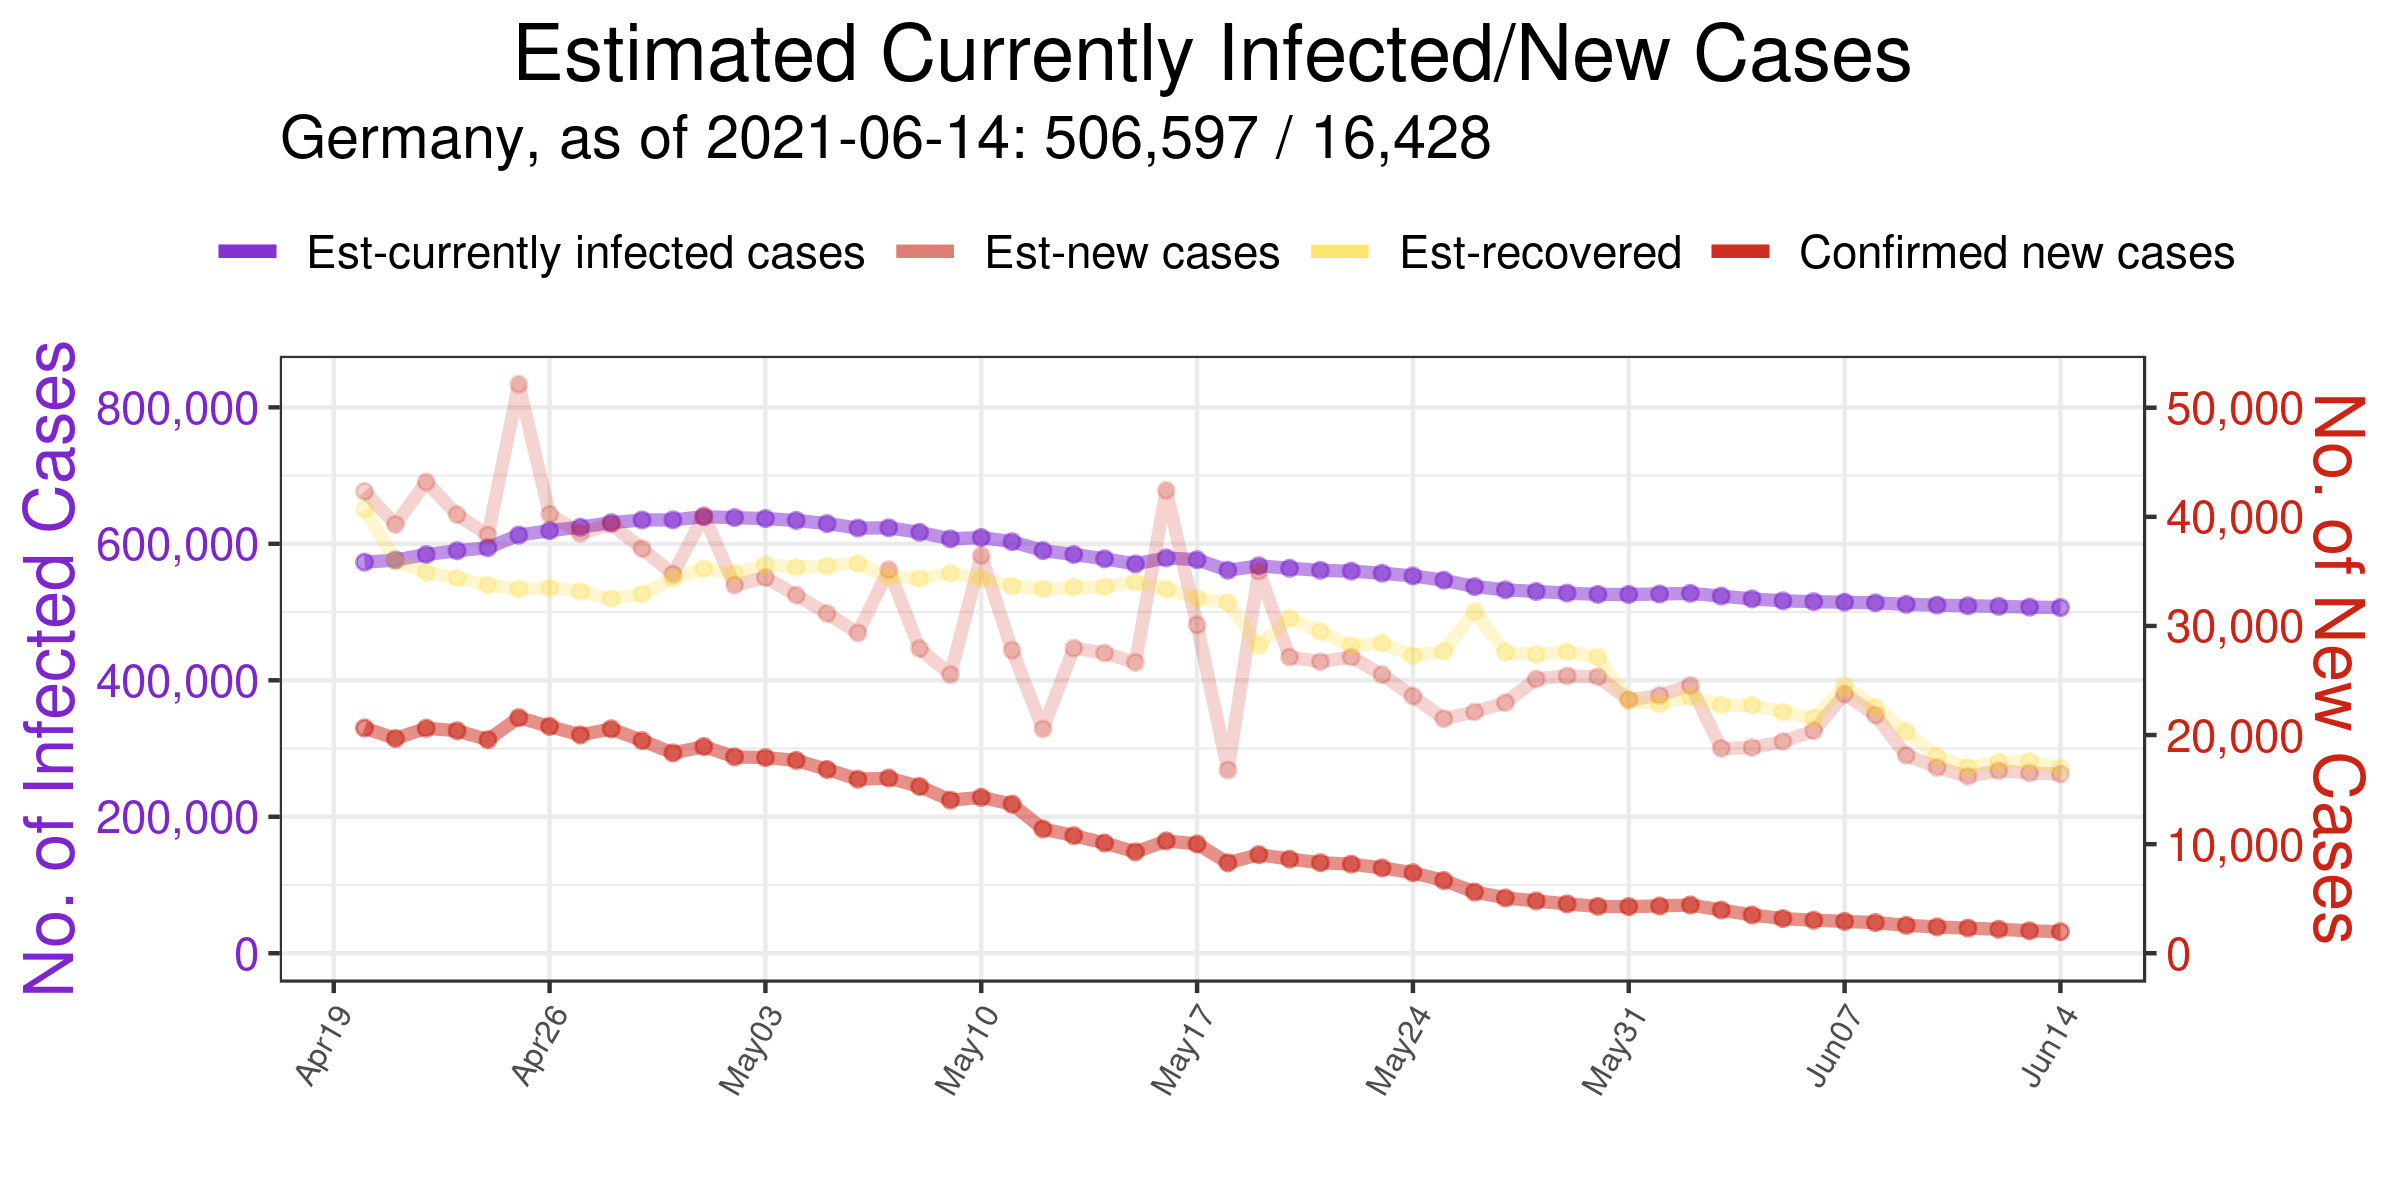 Estimated Currently Infected/New Cases
Germany, as of 2021-06-14: 506,597 / 16,428
Est-currently infected cases Est-new cases Est-recovered Confirmed new cases
No. of Infected Cases
800,000
600,000
400,000
200,000
0
50,000
40,000
30,000
20,000
10,000
0
No. of New Cases
Apr19 Apr26 May03 May10 May17 May24 May31 Jun07 Jun14